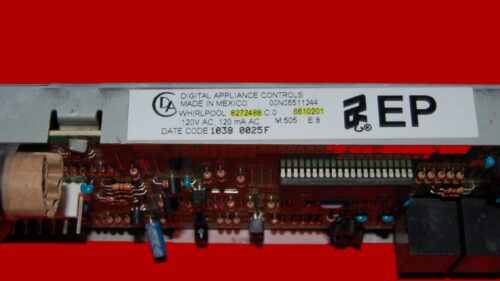 DIGITAL APPLIANCE CONTROLS
MADE IN MEXICO 00N06511244
WHIRLPOOL 8272488 C.0 6610201
120V AC, 120 mA AC M 505 E.8
DATE CODE 1038 0025F
EP